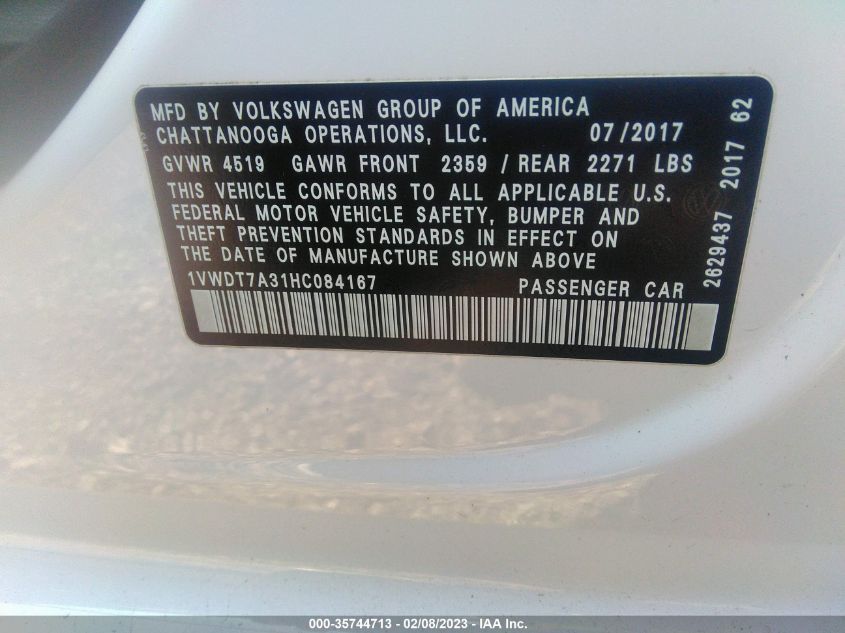 MFD BY VOLKSWAGEN GROUP OF AMERICA
CHATTANOOGA OPERATIONS, LLC. 07/2017
GVWR 4519 GAWR FRONT 2359 / REAR 2271 LBS
THIS VEHICLE CONFORMS TO ALL APPLICABLE U.S.
FEDERAL MOTOR VEHICLE SAFETY, BUMPER AND
THEFT PREVENTION STANDARDS IN EFFECT ON
THE DATE OF MANUFACTURE SHOWN ABOVE
1VWDT7A31HC084167 PASSENGER CAR
2629437 2017 62
000-35744713 - 02/08/2023 - IAA Inc.